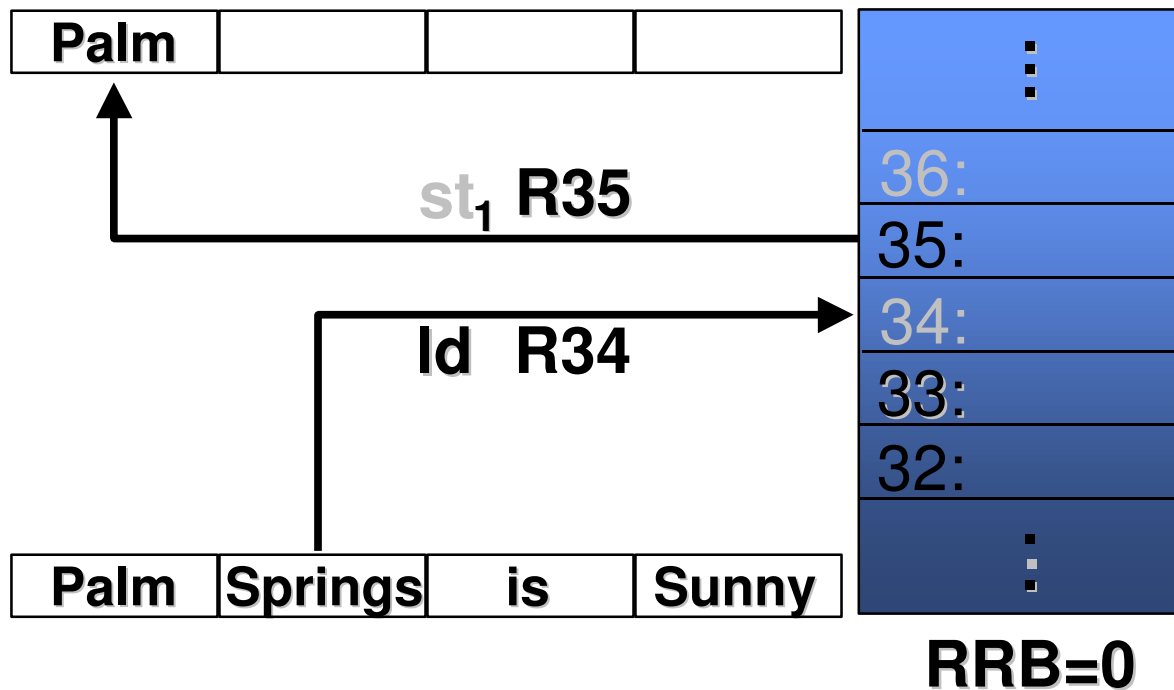 Palm
36:
st₁ R35
35:
34:
ld R34
33:
32:
Palm Springs is Sunny
RRB=0